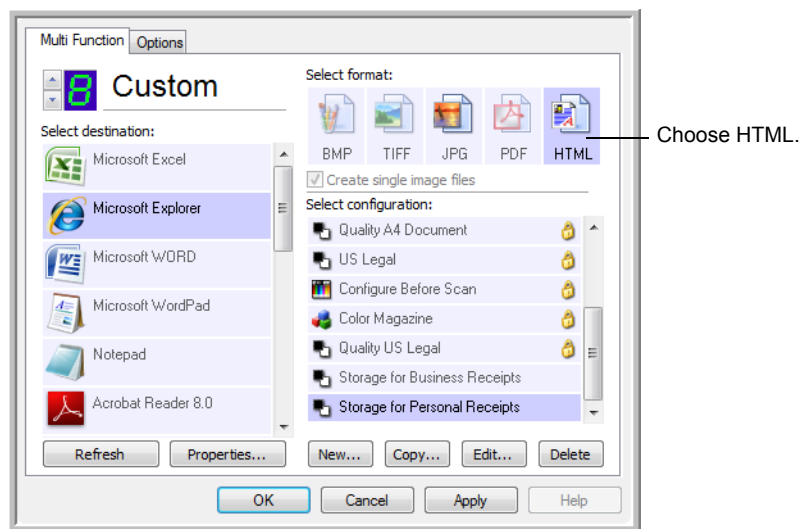 Multi Function
Options
8
Custom
Select destination:
Microsoft Excel
Microsoft Explorer
Microsoft WORD
Microsoft WordPad
Notepad
Acrobat Reader 8.0
Refresh
Properties...
Select format:
BMP
TIFF
JPG
PDF
HTML
Create single image files
Select configuration:
Quality A4 Document
US Legal
Configure Before Scan
Color Magazine
Quality US Legal
Storage for Business Receipts
Storage for Personal Receipts
New...
Copy...
Edit...
Delete
OK
Cancel
Apply
Help
Choose HTML.